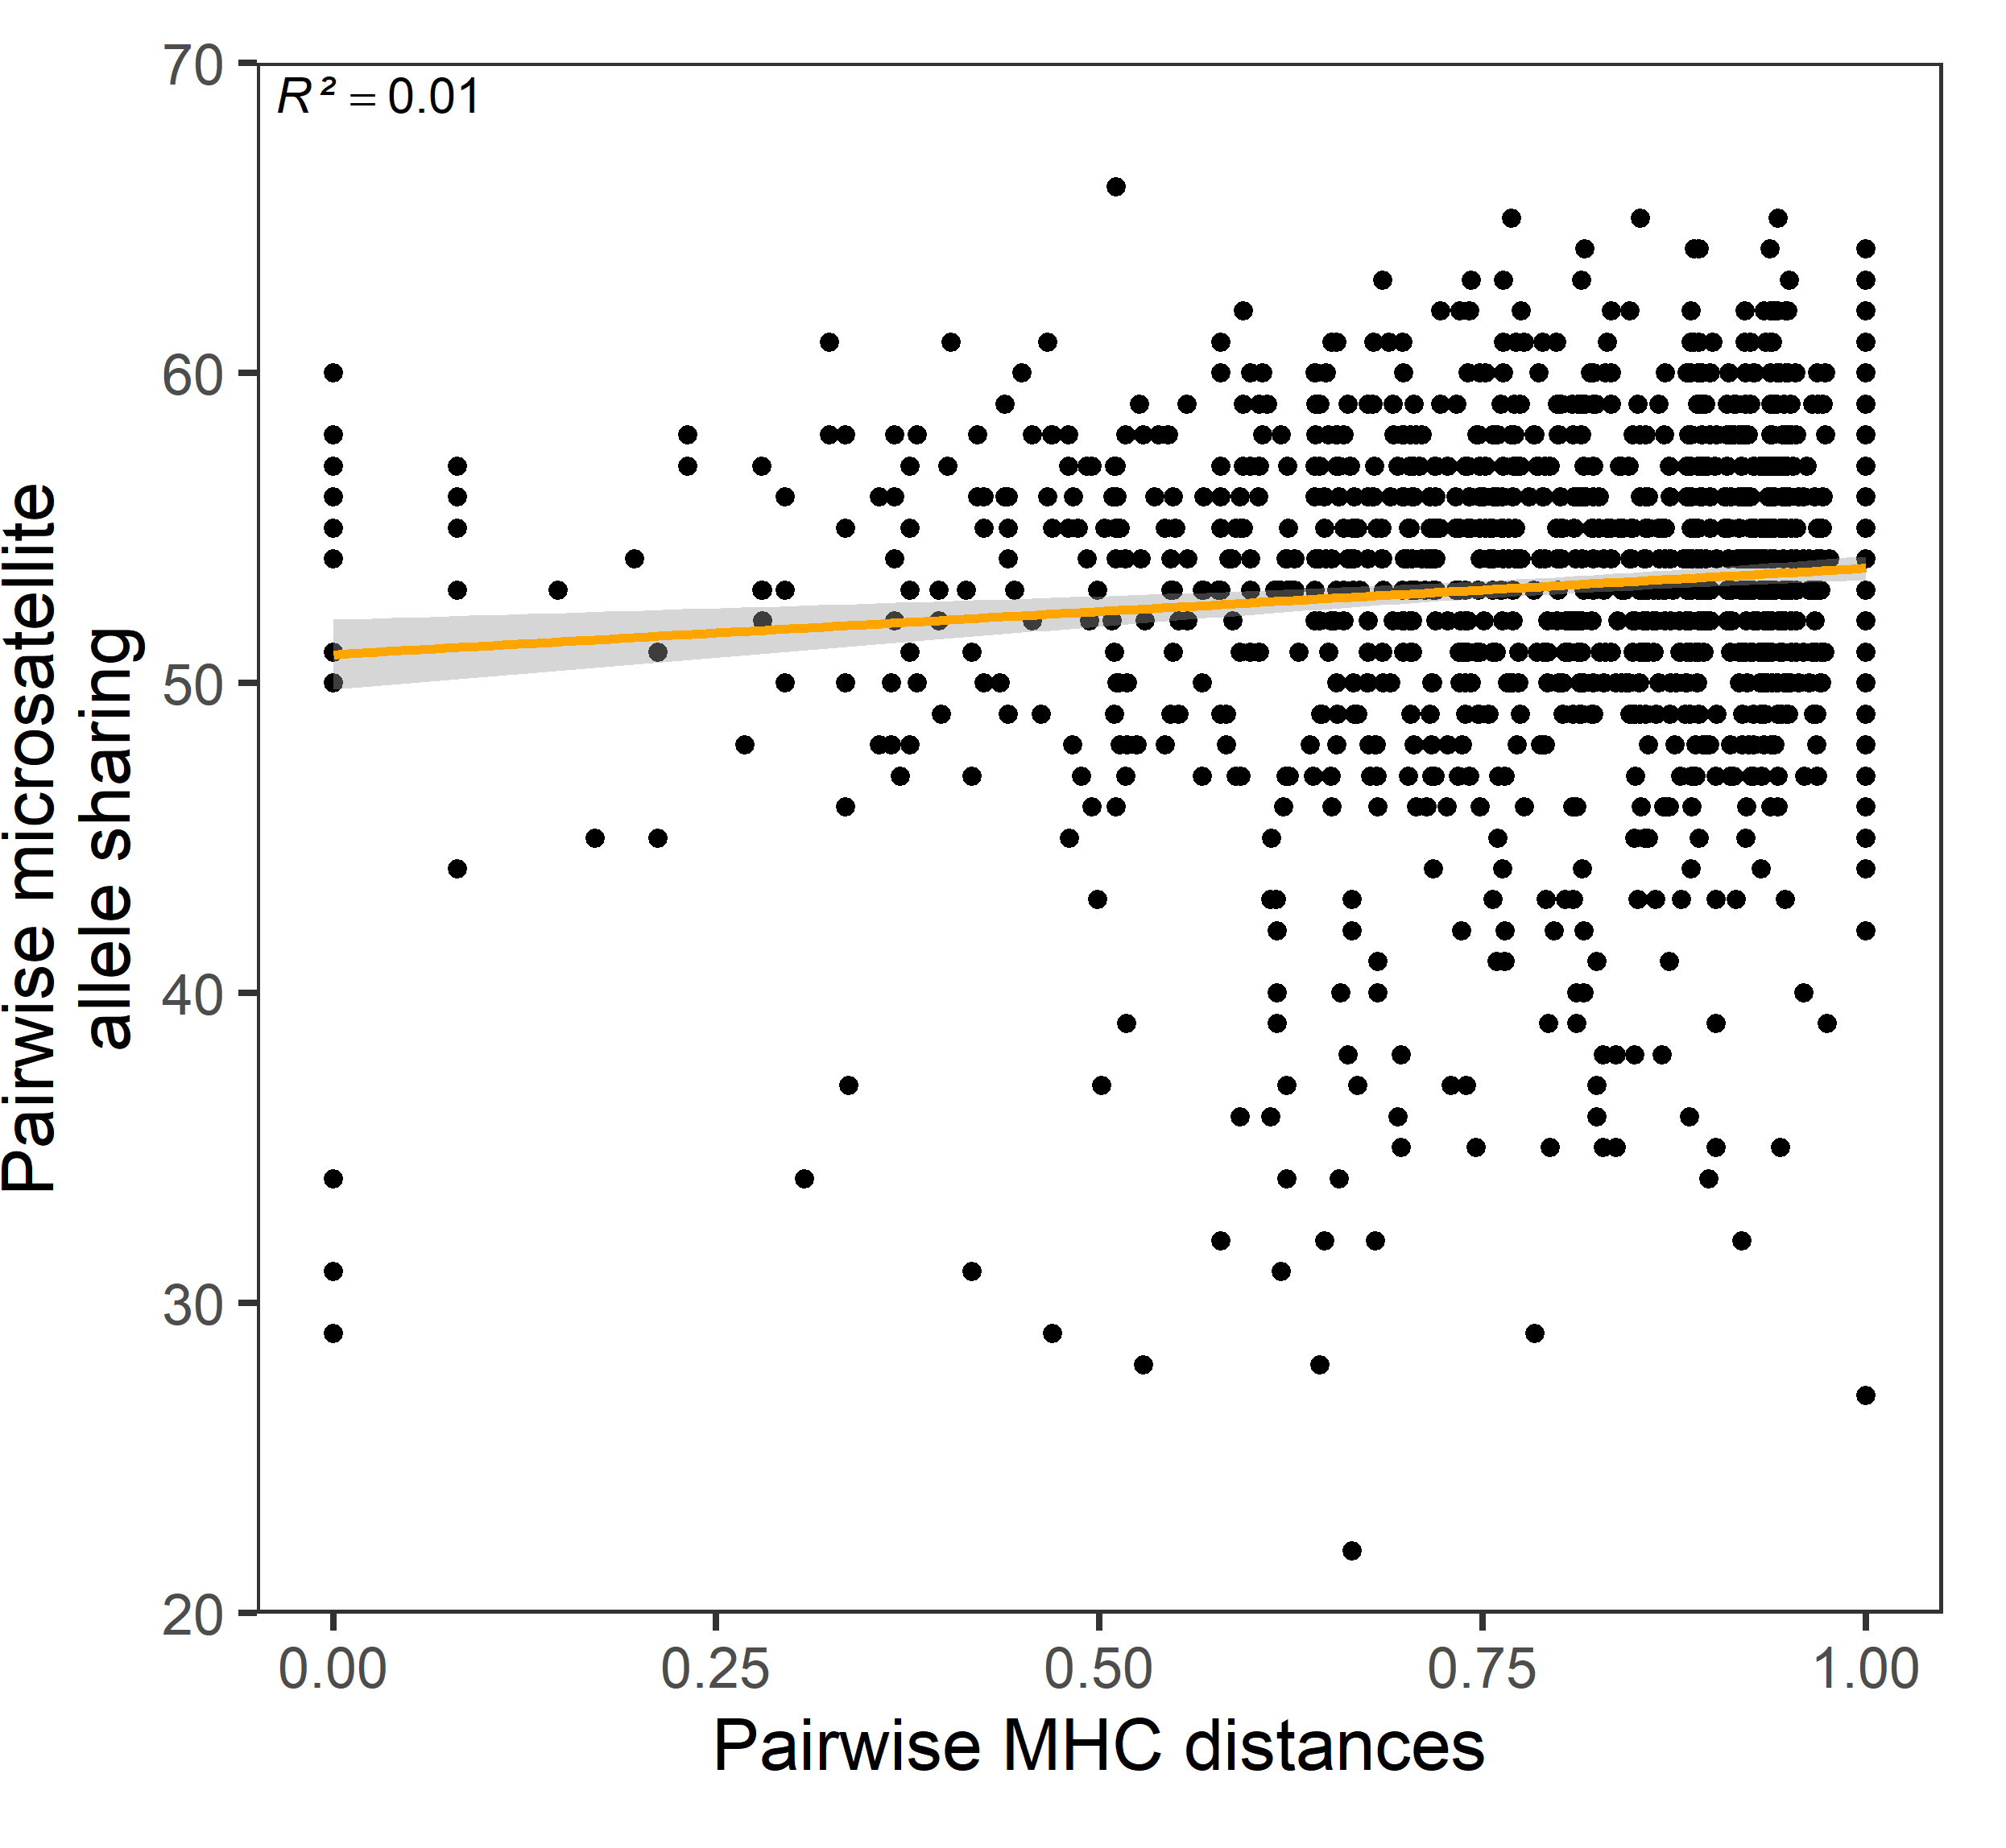 R² = 0.01
70
60
50
40
30
20
Pairwise microsatellite
allele sharing
0.00 0.25 0.50 0.75 1.00
Pairwise MHC distances